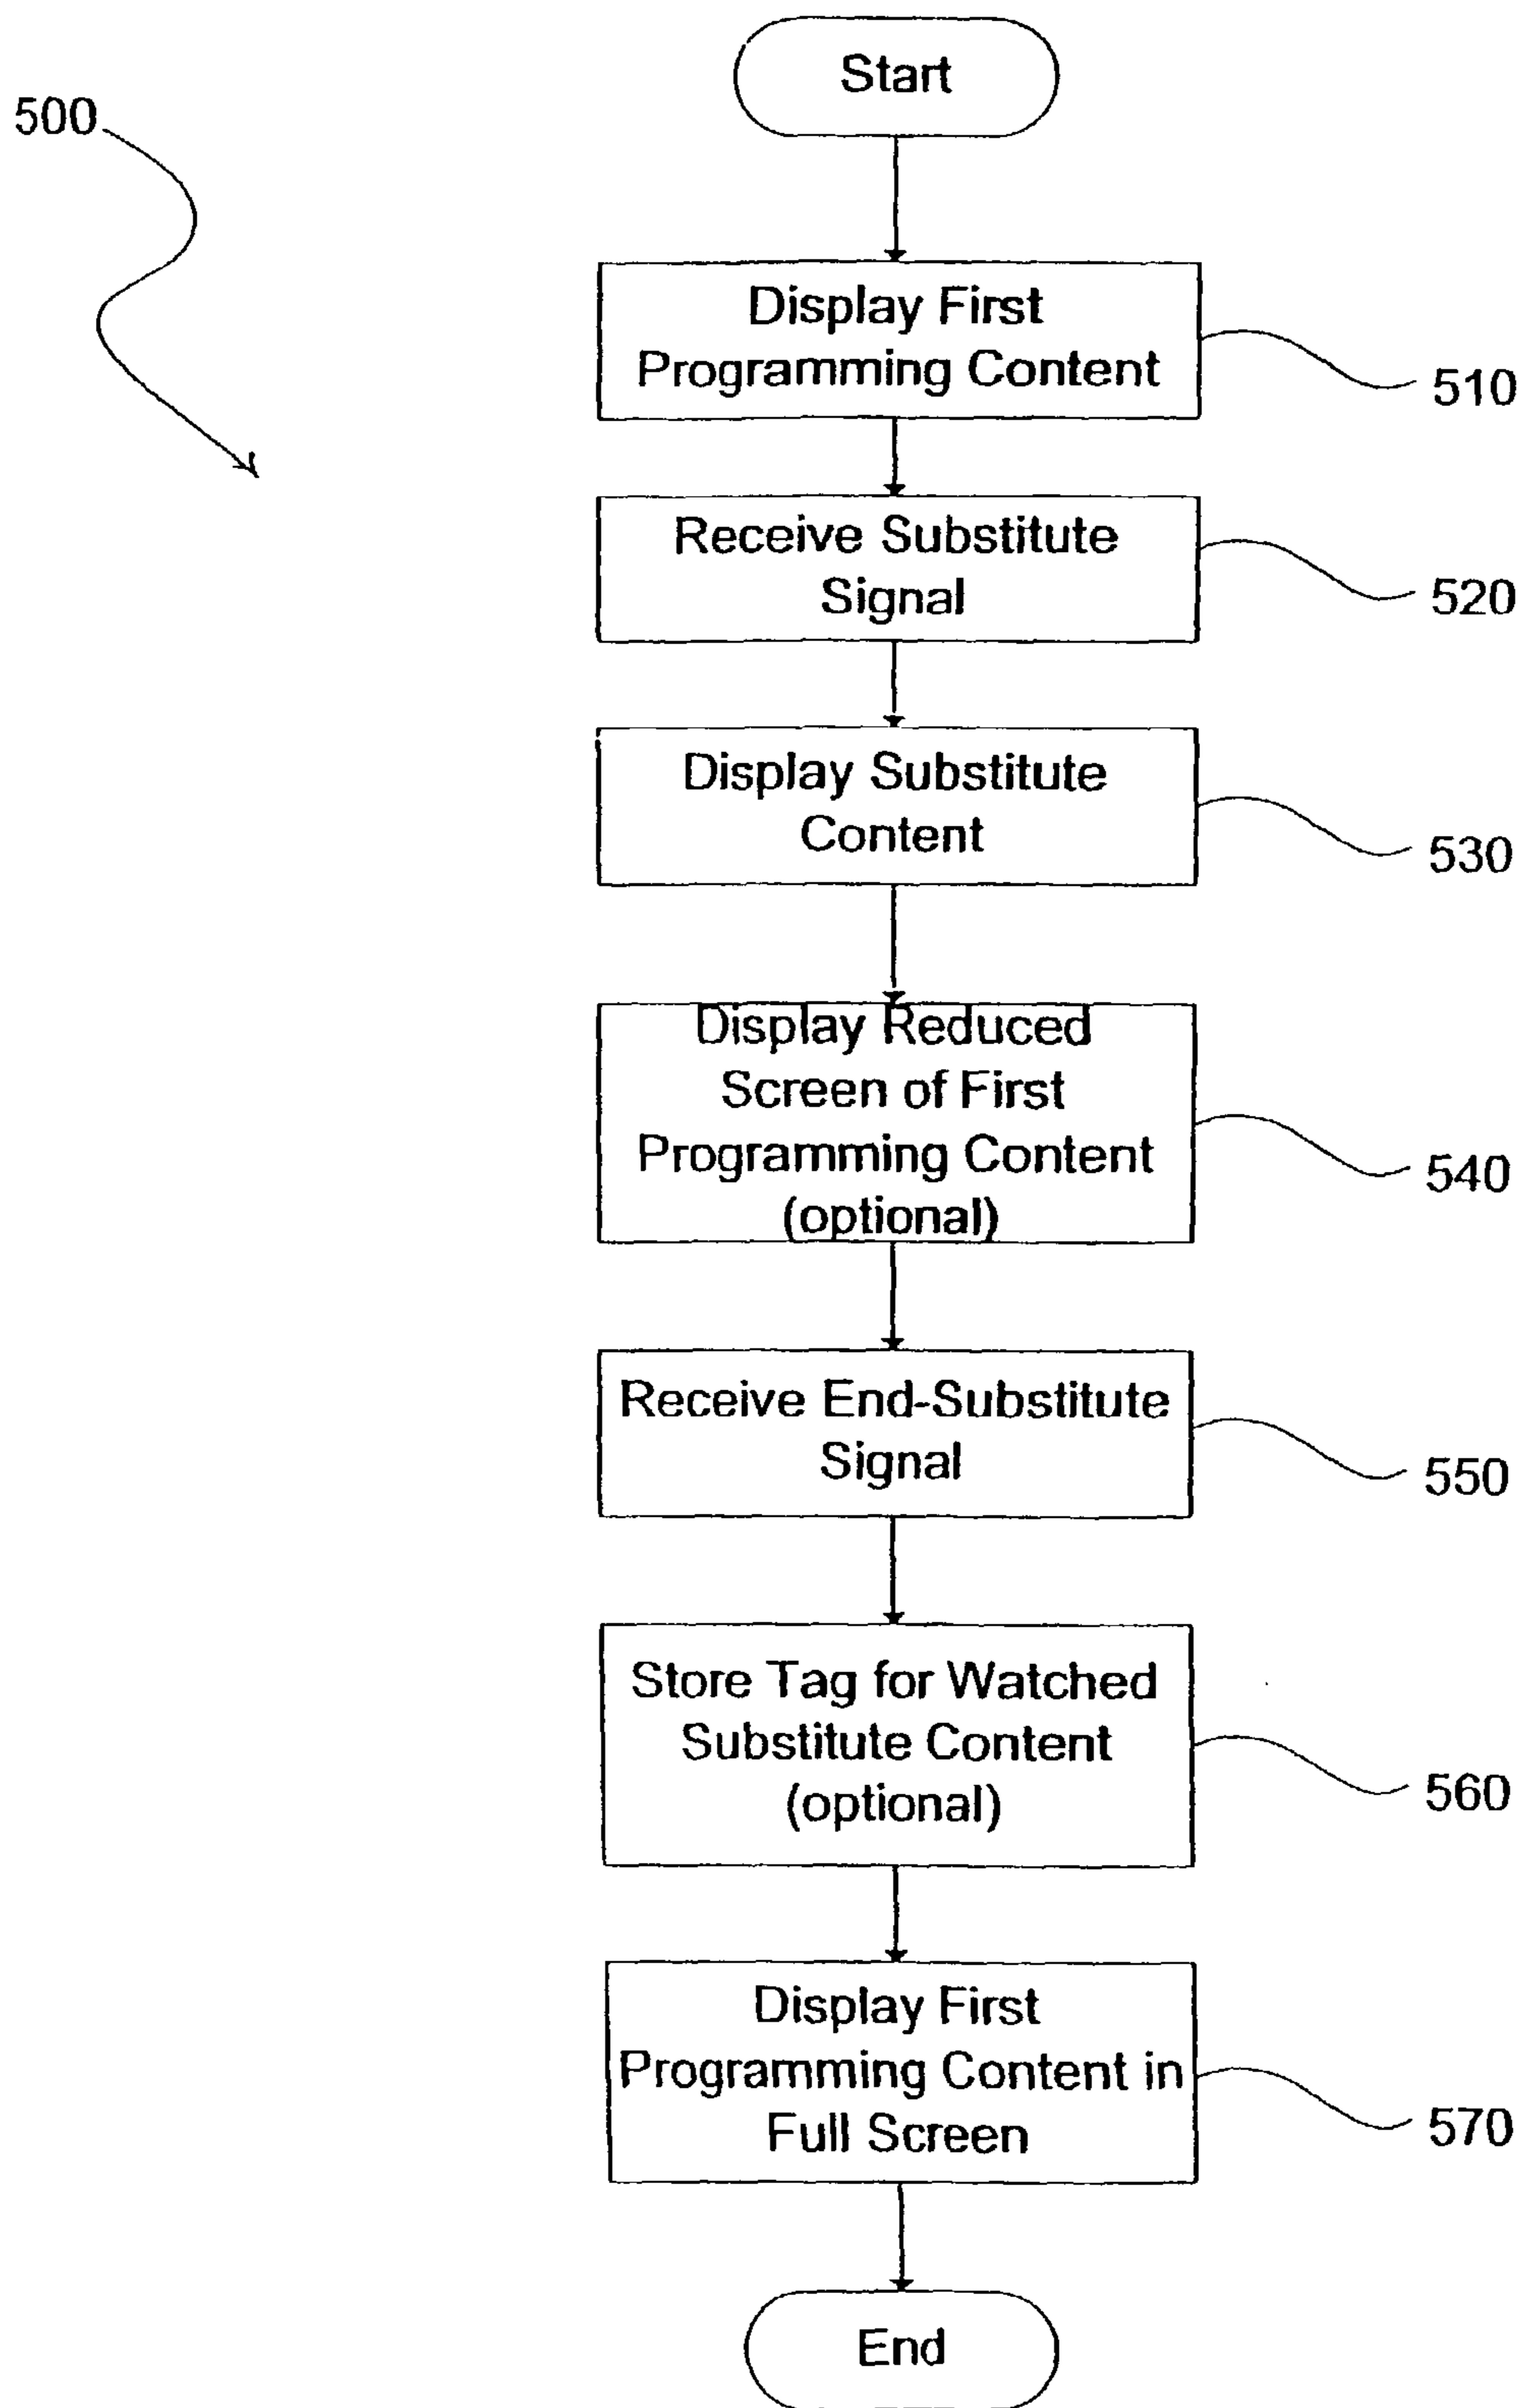 Start
500
Display First
Programming Content
510
Receive Substitute
Signal
520
Display Substitute
Content
530
Display Reduced
Screen of First
Programming Content
(optional)
540
Receive End-Substitute
Signal
550
Store Tag for Watched
Substitute Content
(optional)
560
Display First
Programming Content in
Full Screen
570
End